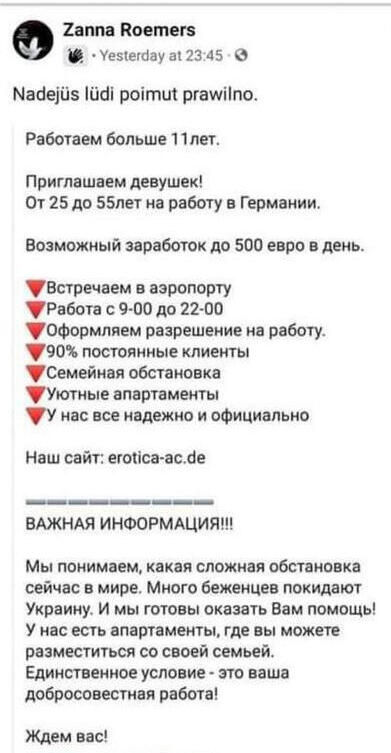 Zanna Roemers
Yesterday at 23:45
Nadejüs lüdi poimut prawilno.
Работаем больше 11лет.
Приглашаем девушек!
От 25 до 55лет на работу в Германии.
Возможный заработок до 500 евро в день.
🔻Встречаем в аэропорту
🔻Работа с 9-00 до 22-00
🔻Оформляем разрешение на работу.
🔻90% постоянные клиенты
🔻Семейная обстановка
🔻Уютные апартаменты
🔻У нас все надежно и официально
Наш сайт: erotica-ac.de
ВАЖНАЯ ИНФОРМАЦИЯ!!!
Мы понимаем, какая сложная обстановка
сейчас в мире. Много беженцев покидают
Украину. И мы готовы оказать Вам помощь!
У нас есть апартаменты, где вы можете
разместиться со своей семьей.
Единственное условие - это ваша
добросовестная работа!
Ждем вас!